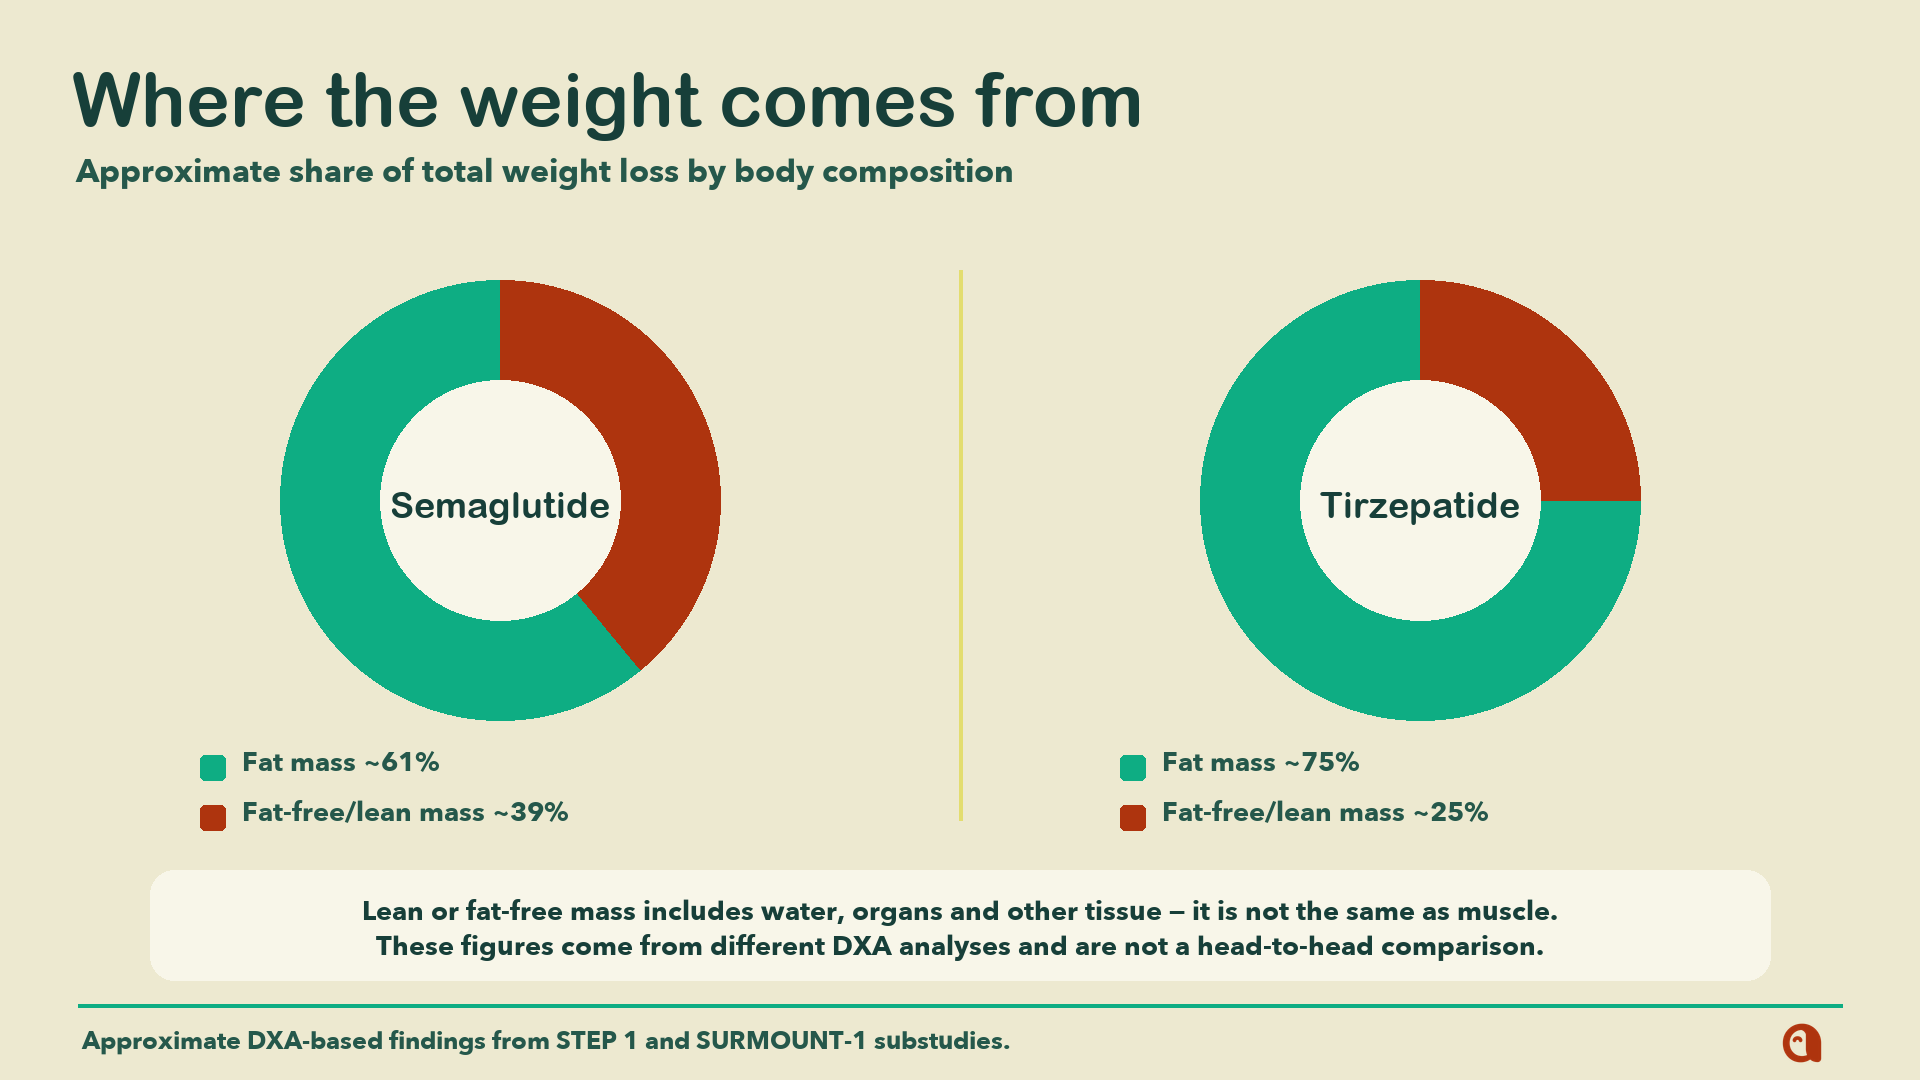 Where the weight comes from
Approximate share of total weight loss by body composition
Semaglutide
Tirzepatide
Fat mass ~61%
Fat-free/lean mass ~39%
Fat mass ~75%
Fat-free/lean mass ~25%
Lean or fat-free mass includes water, organs and other tissue – it is not the same as muscle.
These figures come from different DXA analyses and are not a head-to-head comparison.
Approximate DXA-based findings from STEP 1 and SURMOUNT-1 substudies.